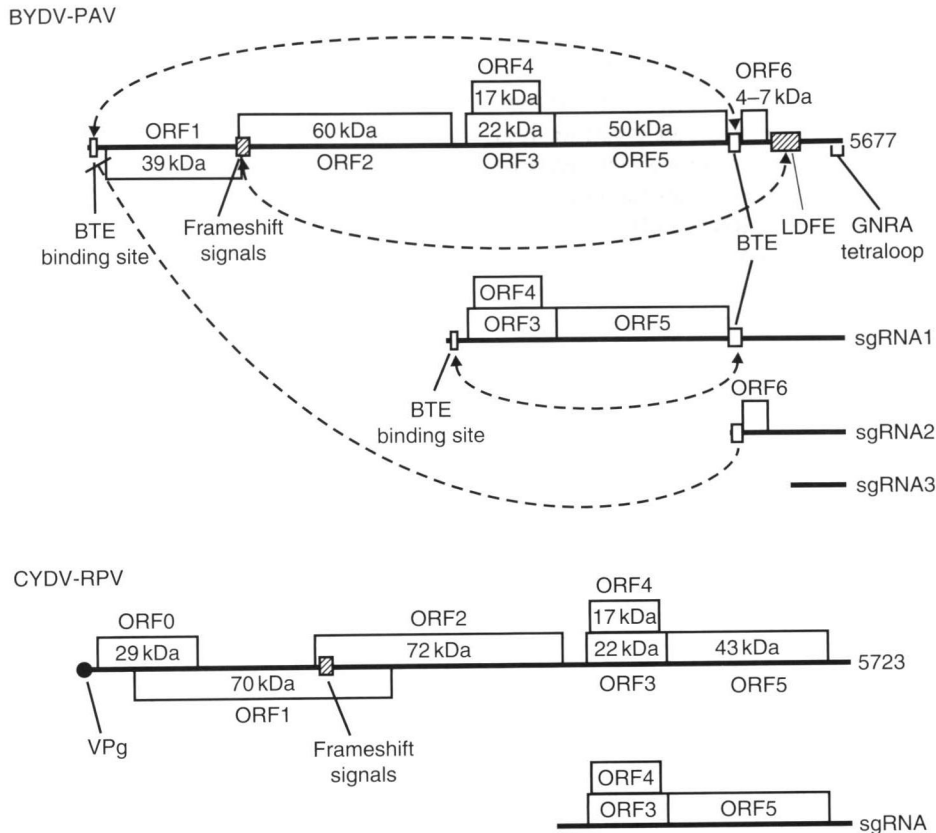 BYDV-PAV
ORF4
17 kDa
ORF6
4–7 kDa
ORF1
60 kDa
22 kDa
50 kDa
5677
39 kDa
ORF2
ORF3
ORF5
BTE
binding site
Frameshift
signals
BTE
LDFE
GNRA
tetraloop
ORF4
ORF3
ORF5
sgRNA1
BTE
binding site
ORF6
sgRNA2
sgRNA3
CYDV-RPV
ORF0
29 kDa
ORF2
72 kDa
ORF4
17 kDa
22 kDa
43 kDa
5723
70 kDa
ORF1
ORF3
ORF5
VPg
Frameshift
signals
ORF4
ORF3
ORF5
sgRNA